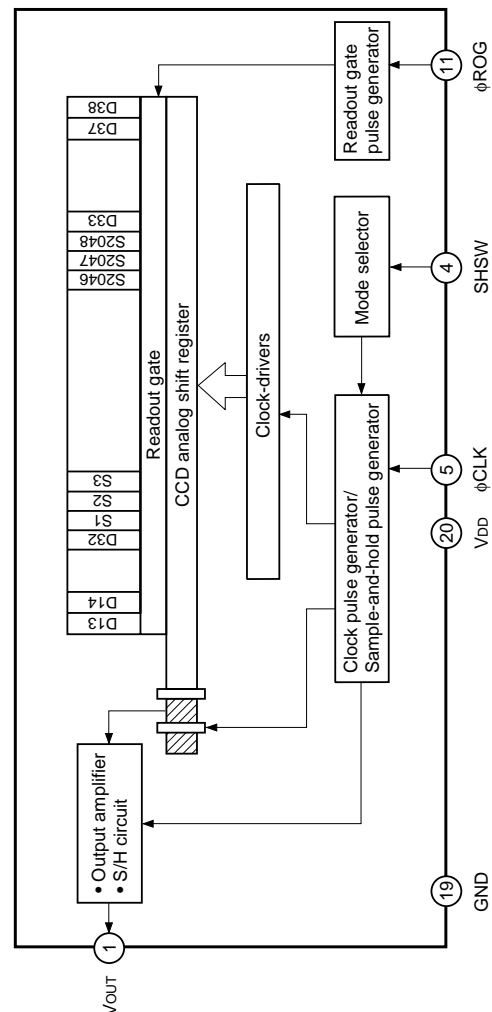 D13
D14
D32
S1
S2
S3
S2046
S2047
S2048
D33
D37
D38
Readout gate
CCD analog shift register
Clock-drivers
• Output amplifier
• S/H circuit
Clock pulse generator/
Sample-and-hold pulse generator
Mode selector
Readout gate
pulse generator
1
VOUT
19
GND
20
VDD
5
ϕCLK
4
SHSW
11
ϕROG